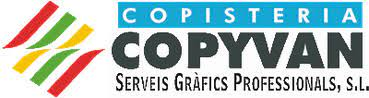 COPISTERIA
COPYVAN
SERVEIS GRÀFICS PROFESSIONALS, S.L.